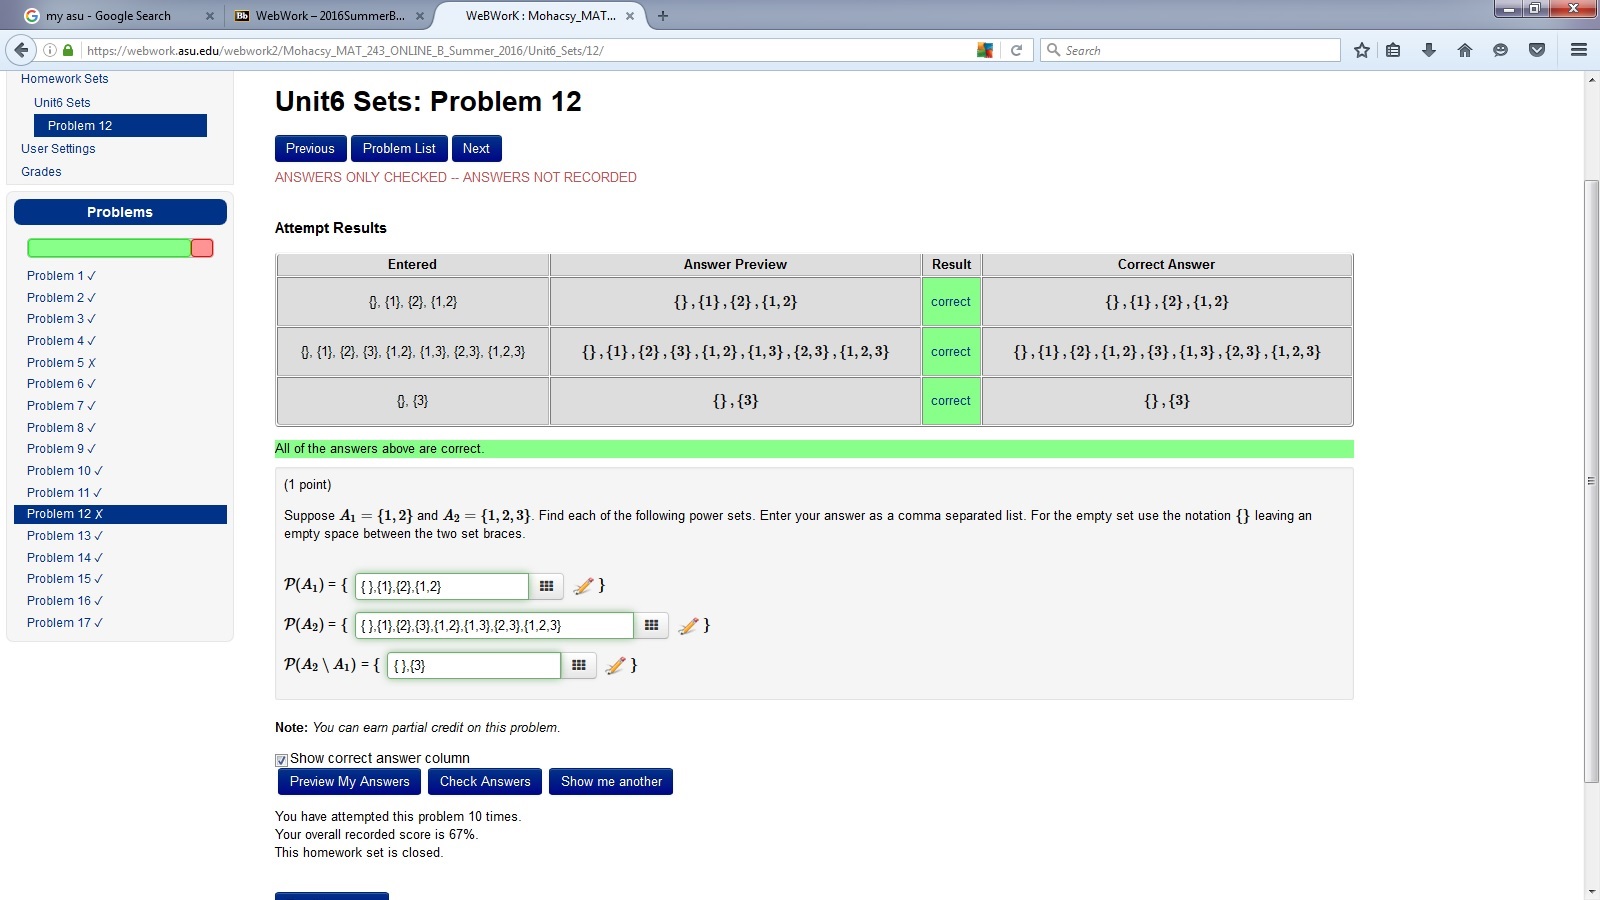 my asu - Google Search
Bb WebWork – 2016SummerB...
WeBWorK : Mohacsy_MAT...
https://webwork.asu.edu/webwork2/Mohacsy_MAT_243_ONLINE_B_Summer_2016/Unit6_Sets/12/
Search
Homework Sets
Unit6 Sets
Problem 12
User Settings
Grades
Problems
Problem 1 ✓
Problem 2 ✓
Problem 3 ✓
Problem 4 ✓
Problem 5 ✗
Problem 6 ✓
Problem 7 ✓
Problem 8 ✓
Problem 9 ✓
Problem 10 ✓
Problem 11 ✓
Problem 12 ✗
Problem 13 ✓
Problem 14 ✓
Problem 15 ✓
Problem 16 ✓
Problem 17 ✓
Unit6 Sets: Problem 12
Previous Problem List Next
ANSWERS ONLY CHECKED -- ANSWERS NOT RECORDED
Attempt Results
Entered Answer Preview Result Correct Answer
{}, {1}, {2}, {1,2} {} , {1} , {2} , {1, 2} correct {} , {1} , {2} , {1, 2}
{}, {1}, {2}, {3}, {1,2}, {1,3}, {2,3}, {1,2,3} {} , {1} , {2} , {3} , {1, 2} , {1, 3} , {2, 3} , {1, 2, 3} correct {} , {1} , {2} , {1, 2} , {3} , {1, 3} , {2, 3} , {1, 2, 3}
{}, {3} {} , {3} correct {} , {3}
All of the answers above are correct.
(1 point)
Suppose A₁ = {1, 2} and A₂ = {1, 2, 3}. Find each of the following power sets. Enter your answer as a comma separated list. For the empty set use the notation {} leaving an
empty space between the two set braces.
𝒫(A₁) = { { },{1},{2},{1,2} }
𝒫(A₂) = { { },{1},{2},{3},{1,2},{1,3},{2,3},{1,2,3} }
𝒫(A₂ \ A₁) = { { },{3} }
Note: You can earn partial credit on this problem.
Show correct answer column
Preview My Answers Check Answers Show me another
You have attempted this problem 10 times.
Your overall recorded score is 67%.
This homework set is closed.